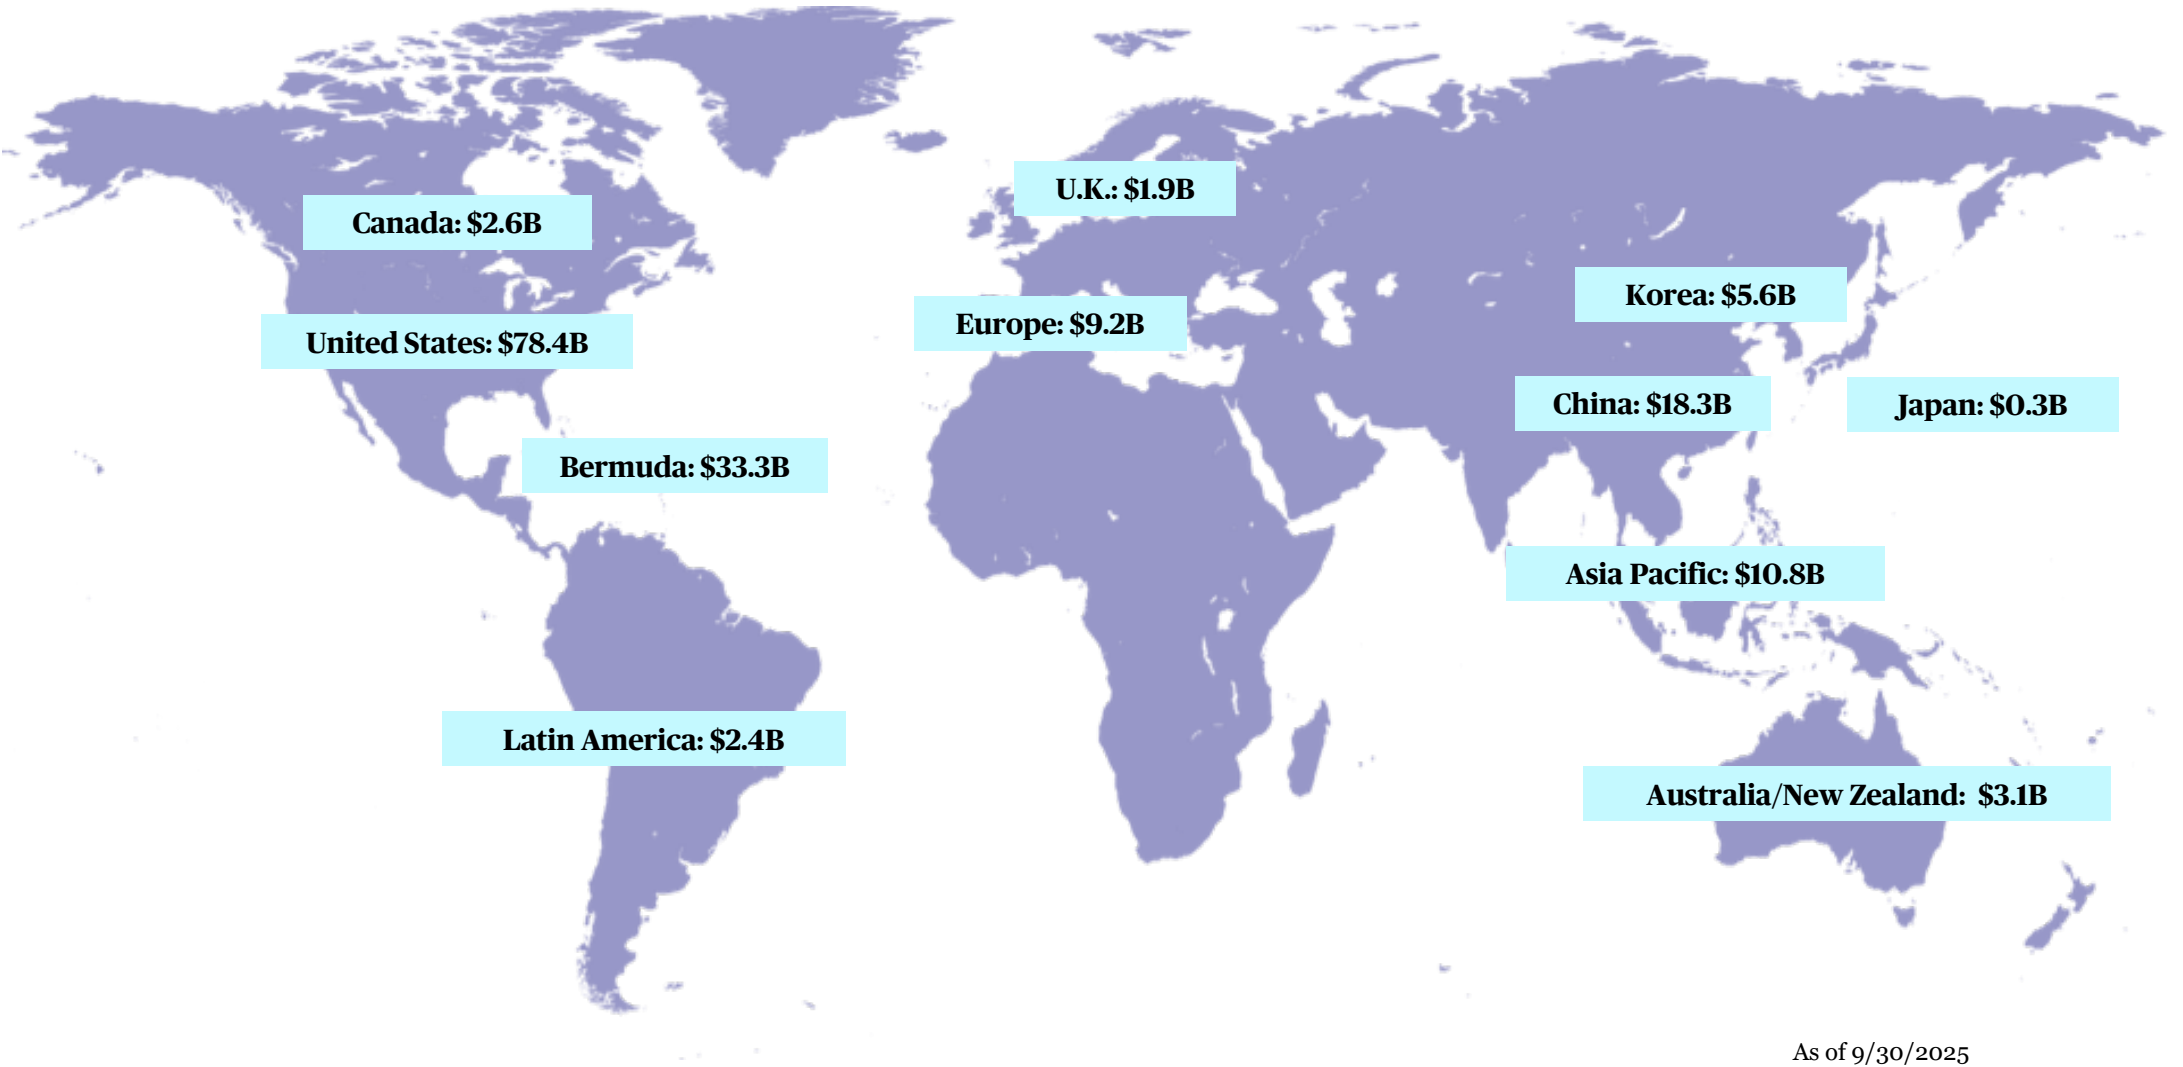 U.K.: $1.9B
Canada: $2.6B
Korea: $5.6B
Europe: $9.2B
United States: $78.4B
China: $18.3B
Japan: $0.3B
Bermuda: $33.3B
Asia Pacific: $10.8B
Latin America: $2.4B
Australia/New Zealand: $3.1B
As of 9/30/2025